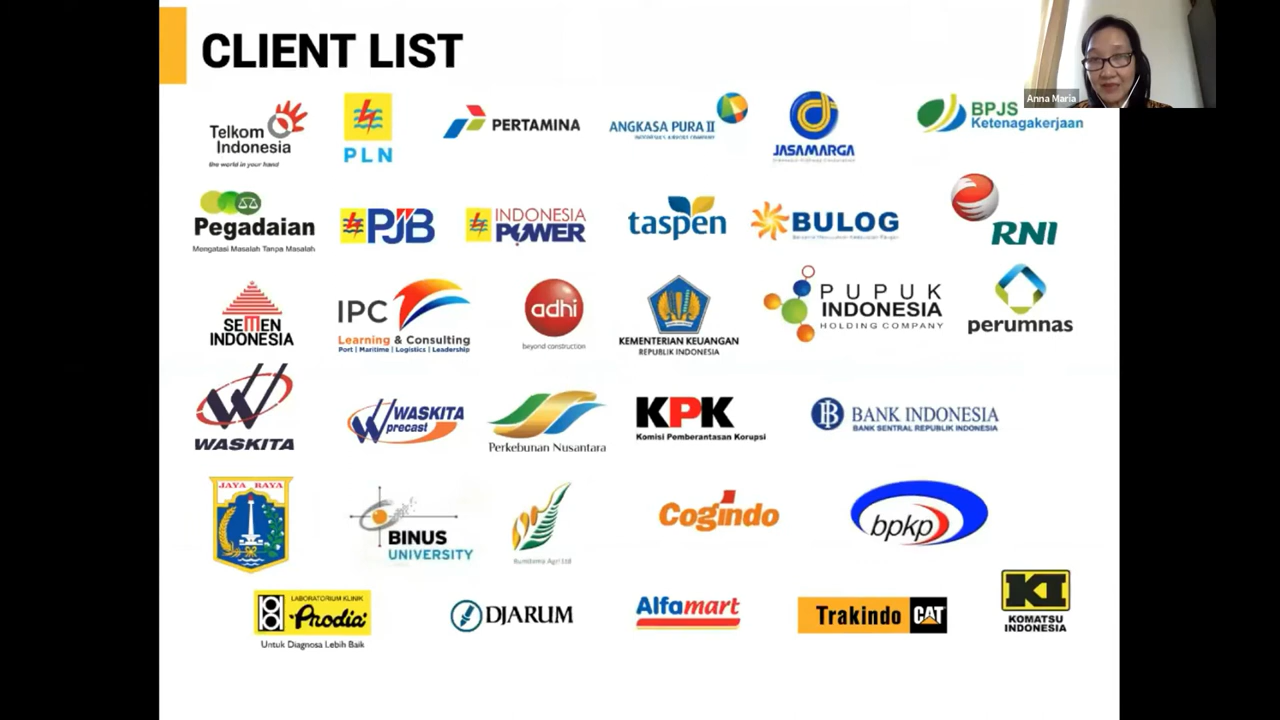 CLIENT LIST
Anna Maria
Telkom
Indonesia
the world in your hand
PLN
PERTAMINA
ANGKASA PURA II
JASAMARGA
BPJS
Ketenagakerjaan
Pegadaian
Mengatasi Masalah Tanpa Masalah
PJB
INDONESIA
POWER
taspen
BULOG
RNI
SEMEN
INDONESIA
IPC
Learning & Consulting
Port | Maritime | Logistics | Leadership
adhi
beyond construction
KEMENTERIAN KEUANGAN
REPUBLIK INDONESIA
PUPUK
INDONESIA
HOLDING COMPANY
perumnas
WASKITA
WASKITA
precast
Perkebunan Nusantara
KPK
Komisi Pemberantasan Korupsi
BANK INDONESIA
BANK SENTRAL REPUBLIK INDONESIA
JAYA RAYA
BINUS
UNIVERSITY
Cogindo
bpkp
LABORATORIUM KLINIK
Prodia
Untuk Diagnosa Lebih Baik
DJARUM
Alfamart
Trakindo CAT
KI
KOMATSU
INDONESIA